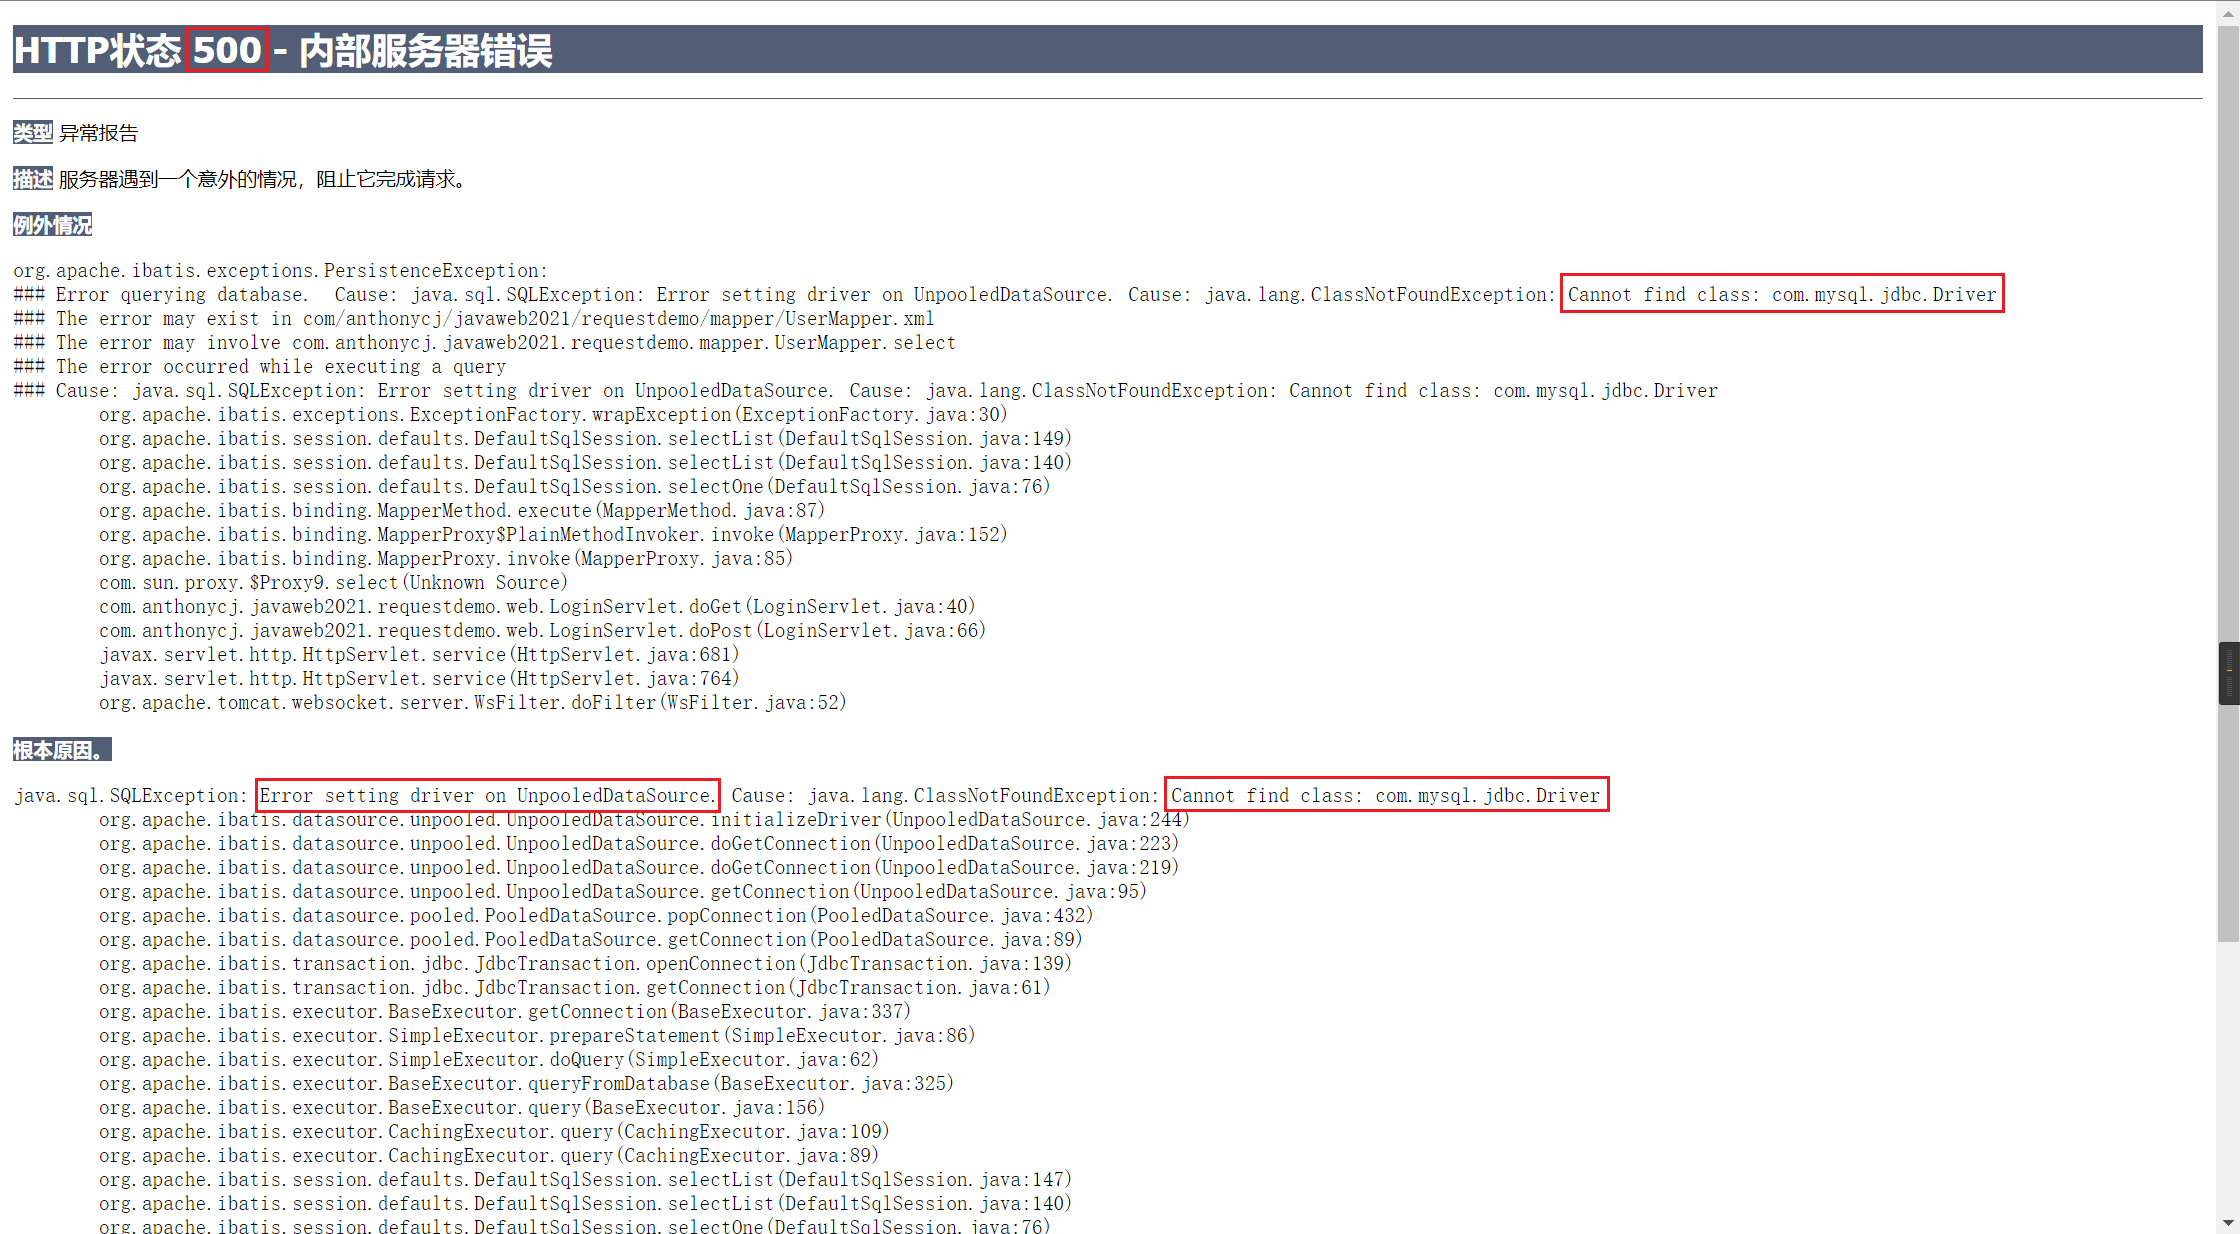 HTTP状态 500 - 内部服务器错误
类型 异常报告
描述 服务器遇到一个意外的情况，阻止它完成请求。
例外情况
org.apache.ibatis.exceptions.PersistenceException:
### Error querying database.  Cause: java.sql.SQLException: Error setting driver on UnpooledDataSource. Cause: java.lang.ClassNotFoundException: Cannot find class: com.mysql.jdbc.Driver
### The error may exist in com/anthonycj/javaweb2021/requestdemo/mapper/UserMapper.xml
### The error may involve com.anthonycj.javaweb2021.requestdemo.mapper.UserMapper.select
### The error occurred while executing a query
### Cause: java.sql.SQLException: Error setting driver on UnpooledDataSource. Cause: java.lang.ClassNotFoundException: Cannot find class: com.mysql.jdbc.Driver
org.apache.ibatis.exceptions.ExceptionFactory.wrapException(ExceptionFactory.java:30)
org.apache.ibatis.session.defaults.DefaultSqlSession.selectList(DefaultSqlSession.java:149)
org.apache.ibatis.session.defaults.DefaultSqlSession.selectList(DefaultSqlSession.java:140)
org.apache.ibatis.session.defaults.DefaultSqlSession.selectOne(DefaultSqlSession.java:76)
org.apache.ibatis.binding.MapperMethod.execute(MapperMethod.java:87)
org.apache.ibatis.binding.MapperProxy$PlainMethodInvoker.invoke(MapperProxy.java:152)
org.apache.ibatis.binding.MapperProxy.invoke(MapperProxy.java:85)
com.sun.proxy.$Proxy9.select(Unknown Source)
com.anthonycj.javaweb2021.requestdemo.web.LoginServlet.doGet(LoginServlet.java:40)
com.anthonycj.javaweb2021.requestdemo.web.LoginServlet.doPost(LoginServlet.java:66)
javax.servlet.http.HttpServlet.service(HttpServlet.java:681)
javax.servlet.http.HttpServlet.service(HttpServlet.java:764)
org.apache.tomcat.websocket.server.WsFilter.doFilter(WsFilter.java:52)
根本原因。
java.sql.SQLException: Error setting driver on UnpooledDataSource. Cause: java.lang.ClassNotFoundException: Cannot find class: com.mysql.jdbc.Driver
org.apache.ibatis.datasource.unpooled.UnpooledDataSource.initializeDriver(UnpooledDataSource.java:244)
org.apache.ibatis.datasource.unpooled.UnpooledDataSource.doGetConnection(UnpooledDataSource.java:223)
org.apache.ibatis.datasource.unpooled.UnpooledDataSource.doGetConnection(UnpooledDataSource.java:219)
org.apache.ibatis.datasource.unpooled.UnpooledDataSource.getConnection(UnpooledDataSource.java:95)
org.apache.ibatis.datasource.pooled.PooledDataSource.popConnection(PooledDataSource.java:432)
org.apache.ibatis.datasource.pooled.PooledDataSource.getConnection(PooledDataSource.java:89)
org.apache.ibatis.transaction.jdbc.JdbcTransaction.openConnection(JdbcTransaction.java:139)
org.apache.ibatis.transaction.jdbc.JdbcTransaction.getConnection(JdbcTransaction.java:61)
org.apache.ibatis.executor.BaseExecutor.getConnection(BaseExecutor.java:337)
org.apache.ibatis.executor.SimpleExecutor.prepareStatement(SimpleExecutor.java:86)
org.apache.ibatis.executor.SimpleExecutor.doQuery(SimpleExecutor.java:62)
org.apache.ibatis.executor.BaseExecutor.queryFromDatabase(BaseExecutor.java:325)
org.apache.ibatis.executor.BaseExecutor.query(BaseExecutor.java:156)
org.apache.ibatis.executor.CachingExecutor.query(CachingExecutor.java:109)
org.apache.ibatis.executor.CachingExecutor.query(CachingExecutor.java:89)
org.apache.ibatis.session.defaults.DefaultSqlSession.selectList(DefaultSqlSession.java:147)
org.apache.ibatis.session.defaults.DefaultSqlSession.selectList(DefaultSqlSession.java:140)
org.apache.ibatis.session.defaults.DefaultSqlSession.selectOne(DefaultSqlSession.java:76)